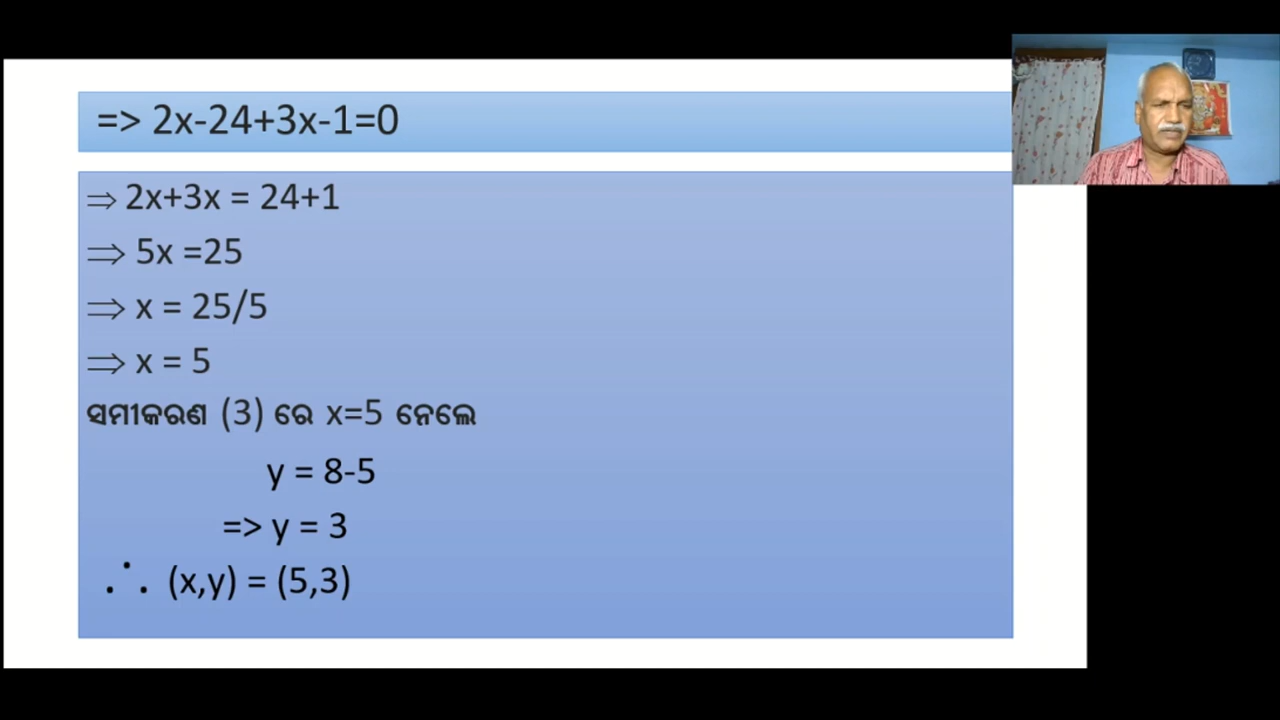 => 2x-24+3x-1=0
⇒ 2x+3x = 24+1
⇒ 5x =25
⇒ x = 25/5
⇒ x = 5
ସମୀକରଣ (3) ରେ x=5 ନେଲେ
y = 8-5
=> y = 3
∴ (x,y) = (5,3)